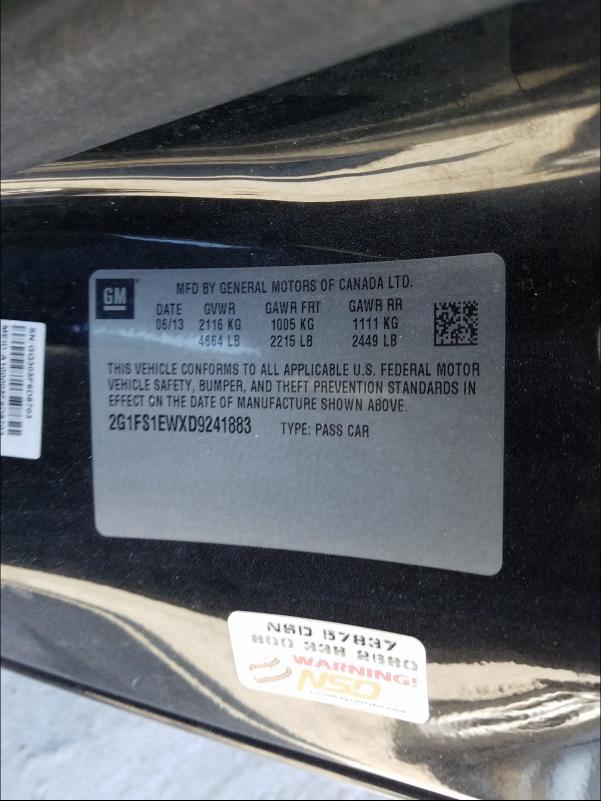 GM
MFD BY GENERAL MOTORS OF CANADA LTD.
DATE GVWR GAWR FRT GAWR RR
06/13 2116 KG 1005 KG 1111 KG
4664 LB 2215 LB 2449 LB
THIS VEHICLE CONFORMS TO ALL APPLICABLE U.S. FEDERAL MOTOR
VEHICLE SAFETY, BUMPER, AND THEFT PREVENTION STANDARDS IN
EFFECT ON THE DATE OF MANUFACTURE SHOWN ABOVE.
2G1FS1EWXD9241883 TYPE: PASS CAR
NSD 57837
800 338 2680
WARNING!
NSD